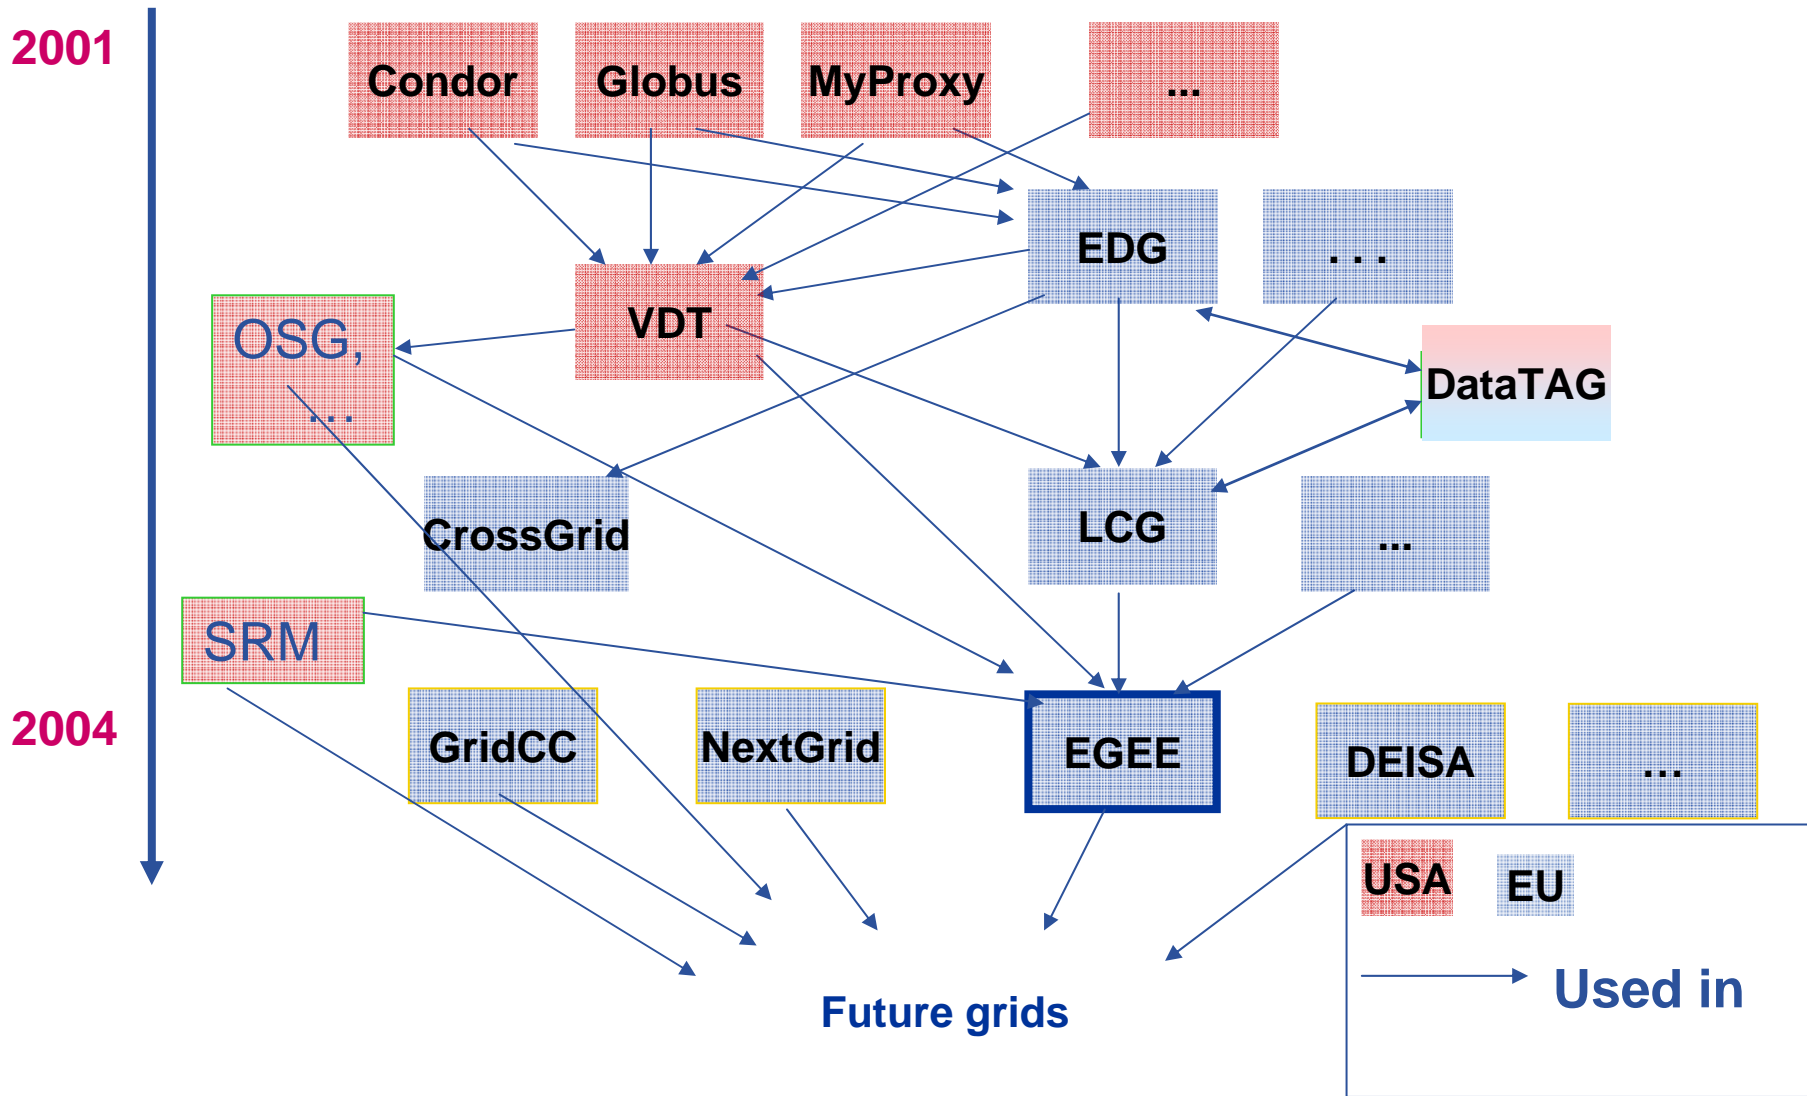 2001
Condor
Globus
MyProxy
...
EDG
. . .
VDT
OSG,
...
DataTAG
CrossGrid
LCG
...
SRM
2004
GridCC
NextGrid
EGEE
DEISA
...
USA
EU
Used in
Future grids